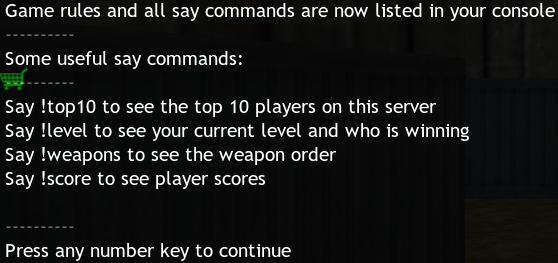 Game rules and all say commands are now listed in your console
----------
Some useful say commands:
----------
Say !top10 to see the top 10 players on this server
Say !level to see your current level and who is winning
Say !weapons to see the weapon order
Say !score to see player scores
----------
Press any number key to continue